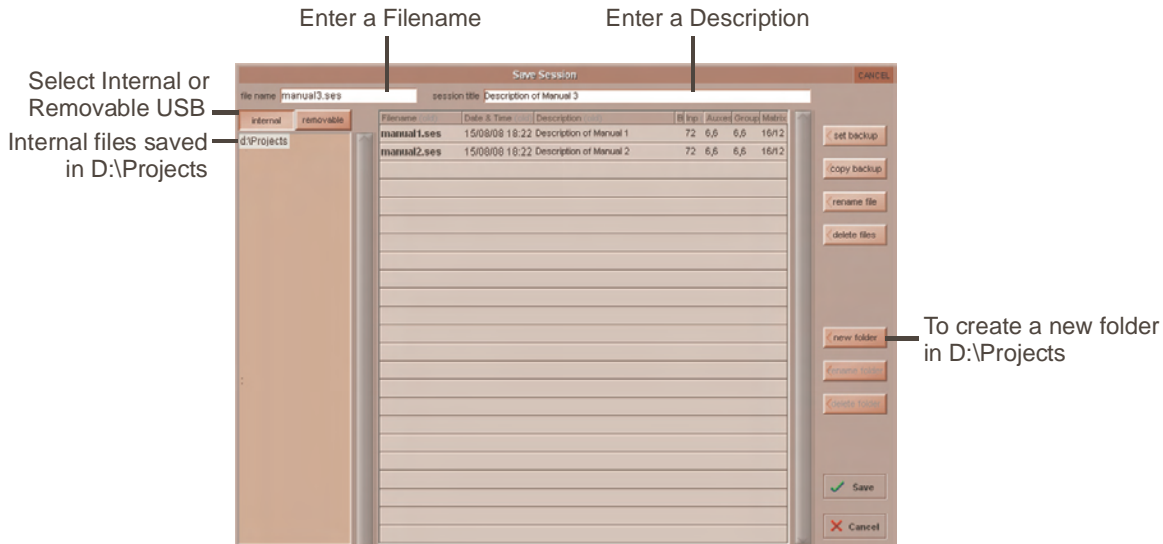 Enter a Filename
Enter a Description
Save Session
CANCEL
Select Internal or
Removable USB
file name manual3.ses
session title Description of Manual 3
internal removable
Internal files saved
in D:\Projects
d:\Projects
Filename Date & Time Description B Inp Auxes Group Matrix
manual1.ses 15/08/08 18:22 Description of Manual 1 72 6,6 6,6 16/12
manual2.ses 15/08/08 18:22 Description of Manual 2 72 6,6 6,6 16/12
set backup
copy backup
rename file
delete files
new folder
To create a new folder
in D:\Projects
rename folder
delete folder
Save
Cancel